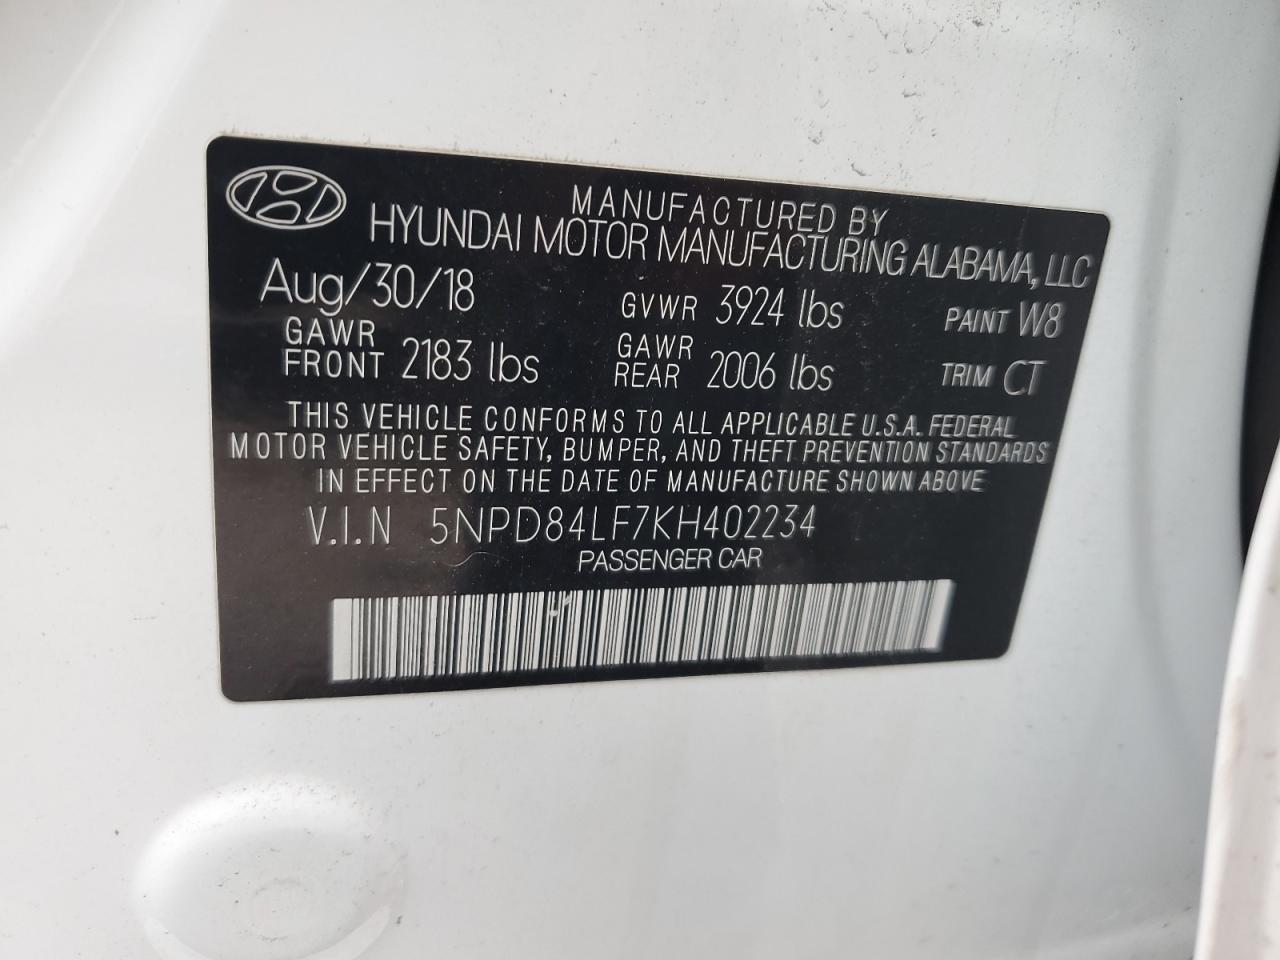 MANUFACTURED BY
HYUNDAI MOTOR MANUFACTURING ALABAMA, LLC
Aug/30/18 GVWR 3924 lbs PAINT W8
GAWR FRONT 2183 lbs GAWR REAR 2006 lbs TRIM CT
THIS VEHICLE CONFORMS TO ALL APPLICABLE U.S.A. FEDERAL
MOTOR VEHICLE SAFETY, BUMPER, AND THEFT PREVENTION STANDARDS
IN EFFECT ON THE DATE OF MANUFACTURE SHOWN ABOVE
V.I.N 5NPD84LF7KH402234
PASSENGER CAR